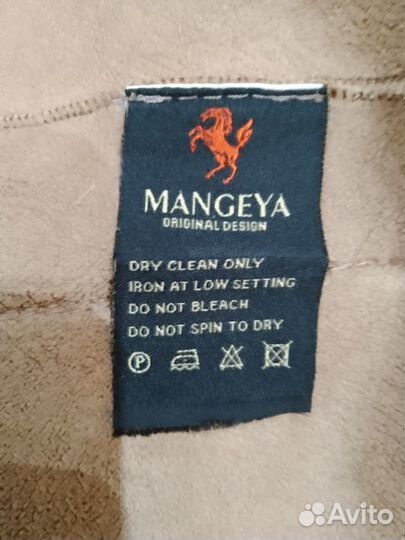 MANGEYA
ORIGINAL DESIGN
DRY CLEAN ONLY
IRON AT LOW SETTING
DO NOT BLEACH
DO NOT SPIN TO DRY
P
Avito